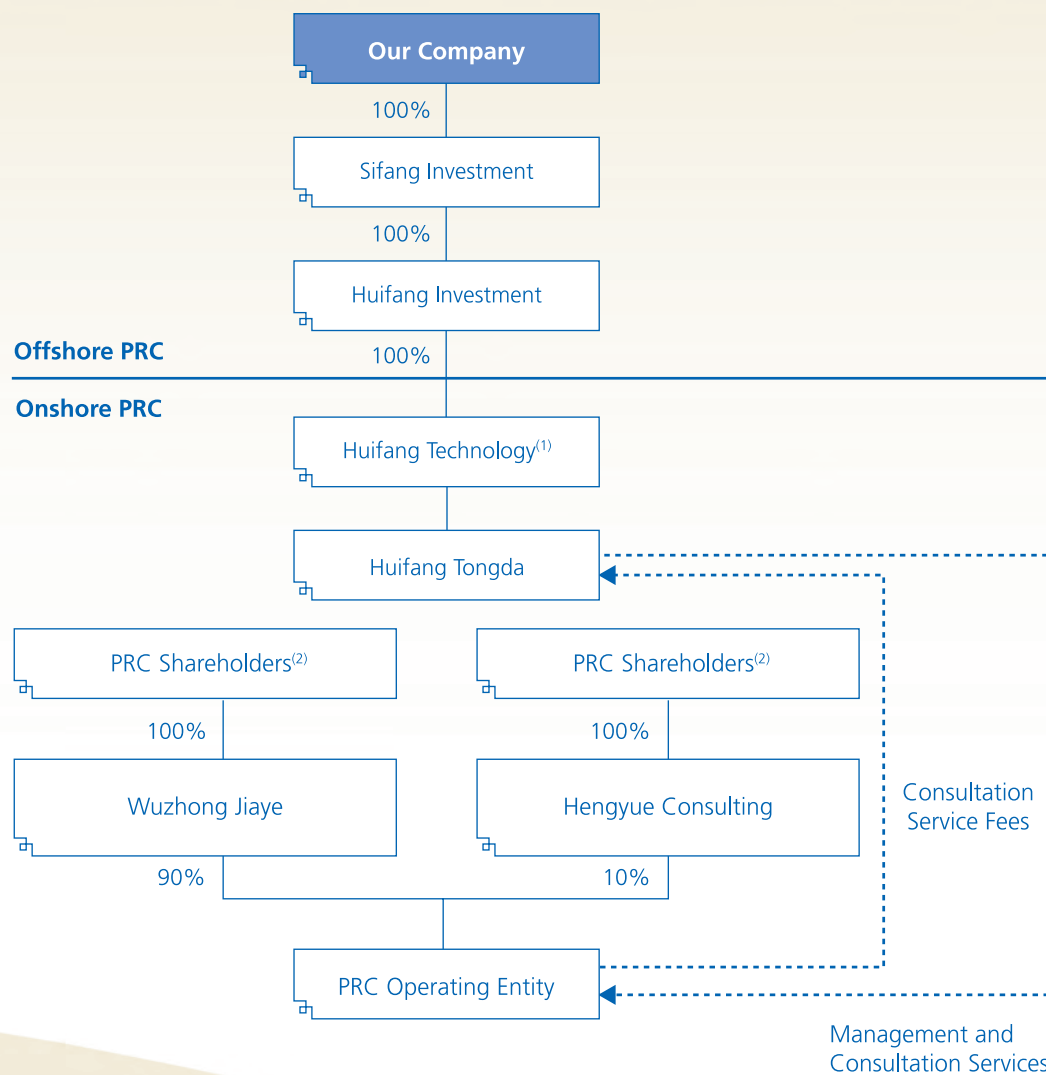 Our Company
100%
Sifang Investment
100%
Huifang Investment
Offshore PRC
100%
Onshore PRC
Huifang Technology(1)
Huifang Tongda
PRC Shareholders(2)
PRC Shareholders(2)
100%
100%
Wuzhong Jiaye
Hengyue Consulting
Consultation
Service Fees
90%
10%
PRC Operating Entity
Management and
Consultation Services